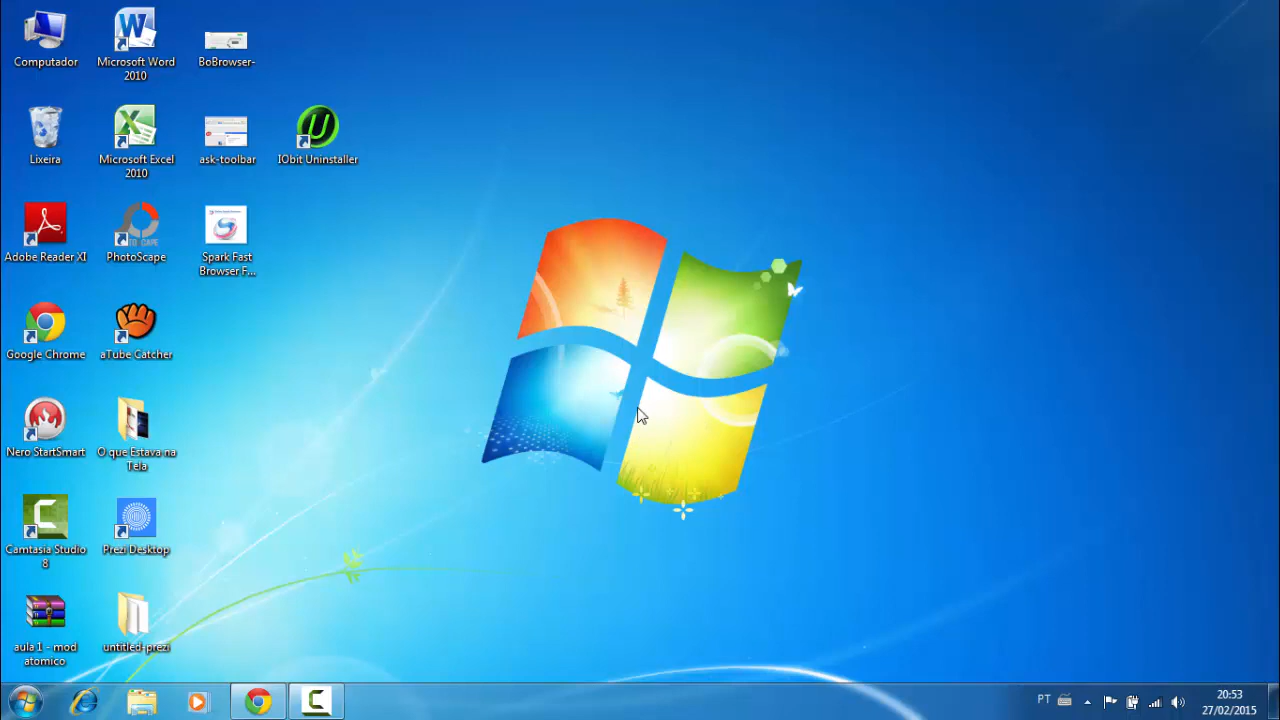 Computador
Microsoft Word
2010
BoBrowser-
Lixeira
Microsoft Excel
2010
ask-toolbar
IObit Uninstaller
Adobe Reader XI
PhotoScape
Spark Fast
Browser F...
Google Chrome
aTube Catcher
Nero StartSmart
O que Estava na
Tela
Camtasia Studio
8
Prezi Desktop
aula 1 - mod
atomico
untitled-prezi
PT
20:53
27/02/2015